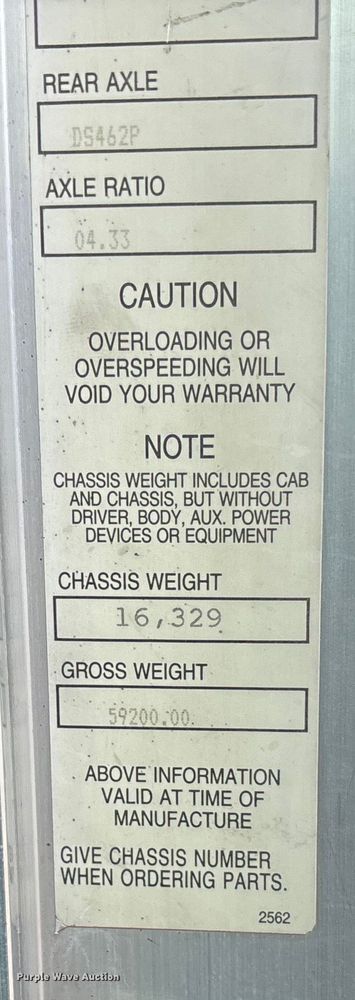 REAR AXLE
DS462P
AXLE RATIO
04.33
CAUTION
OVERLOADING OR
OVERSPEEDING WILL
VOID YOUR WARRANTY
NOTE
CHASSIS WEIGHT INCLUDES CAB
AND CHASSIS, BUT WITHOUT
DRIVER, BODY, AUX. POWER
DEVICES OR EQUIPMENT
CHASSIS WEIGHT
16,329
GROSS WEIGHT
59200.00
ABOVE INFORMATION
VALID AT TIME OF
MANUFACTURE
GIVE CHASSIS NUMBER
WHEN ORDERING PARTS.
2562
Purple Wave Auction